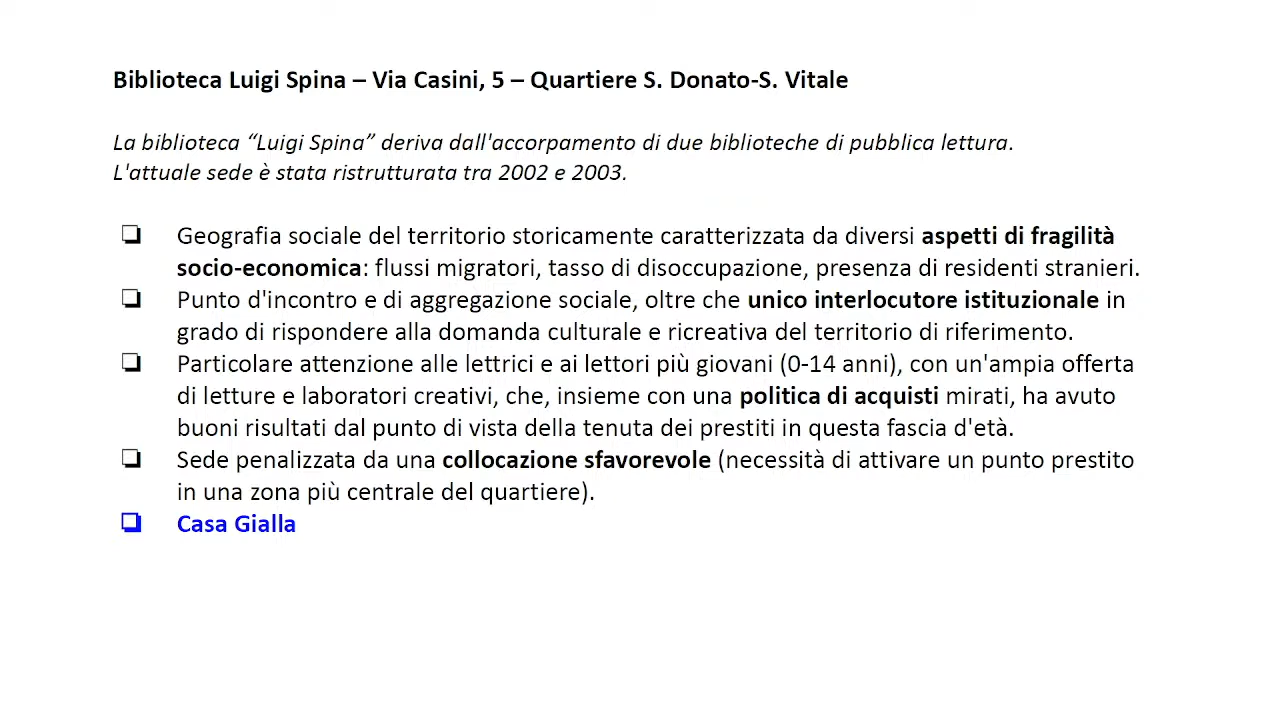 Biblioteca Luigi Spina – Via Casini, 5 – Quartiere S. Donato-S. Vitale
La biblioteca “Luigi Spina” deriva dall'accorpamento di due biblioteche di pubblica lettura.
L'attuale sede è stata ristrutturata tra 2002 e 2003.
❏ Geografia sociale del territorio storicamente caratterizzata da diversi aspetti di fragilità
socio-economica: flussi migratori, tasso di disoccupazione, presenza di residenti stranieri.
❏ Punto d'incontro e di aggregazione sociale, oltre che unico interlocutore istituzionale in
grado di rispondere alla domanda culturale e ricreativa del territorio di riferimento.
❏ Particolare attenzione alle lettrici e ai lettori più giovani (0-14 anni), con un'ampia offerta
di letture e laboratori creativi, che, insieme con una politica di acquisti mirati, ha avuto
buoni risultati dal punto di vista della tenuta dei prestiti in questa fascia d'età.
❏ Sede penalizzata da una collocazione sfavorevole (necessità di attivare un punto prestito
in una zona più centrale del quartiere).
❏ Casa Gialla